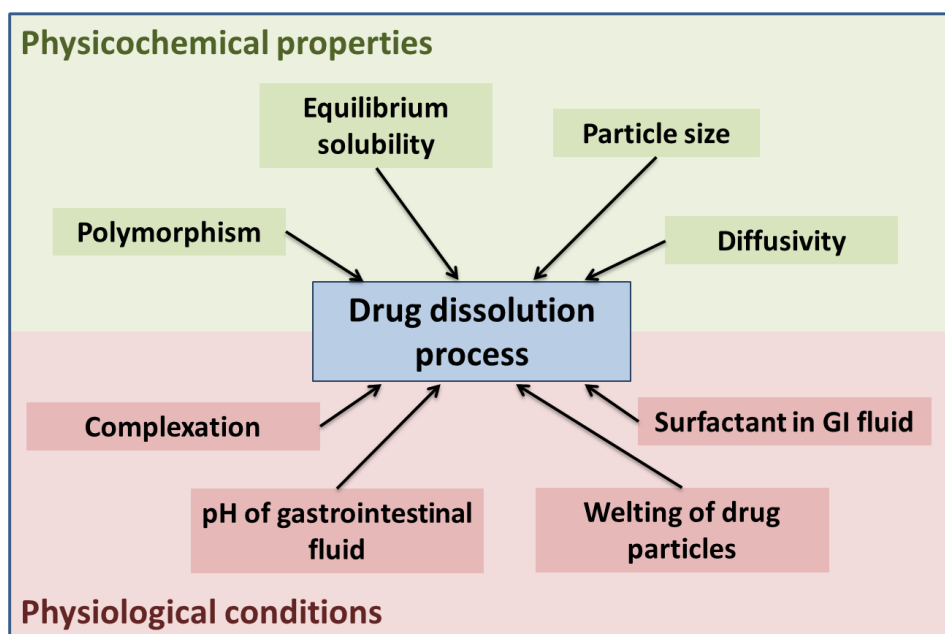 Physicochemical properties
Equilibrium
solubility
Particle size
Polymorphism
Diffusivity
Drug dissolution
process
Complexation
Surfactant in GI fluid
pH of gastrointestinal
fluid
Welting of drug
particles
Physiological conditions